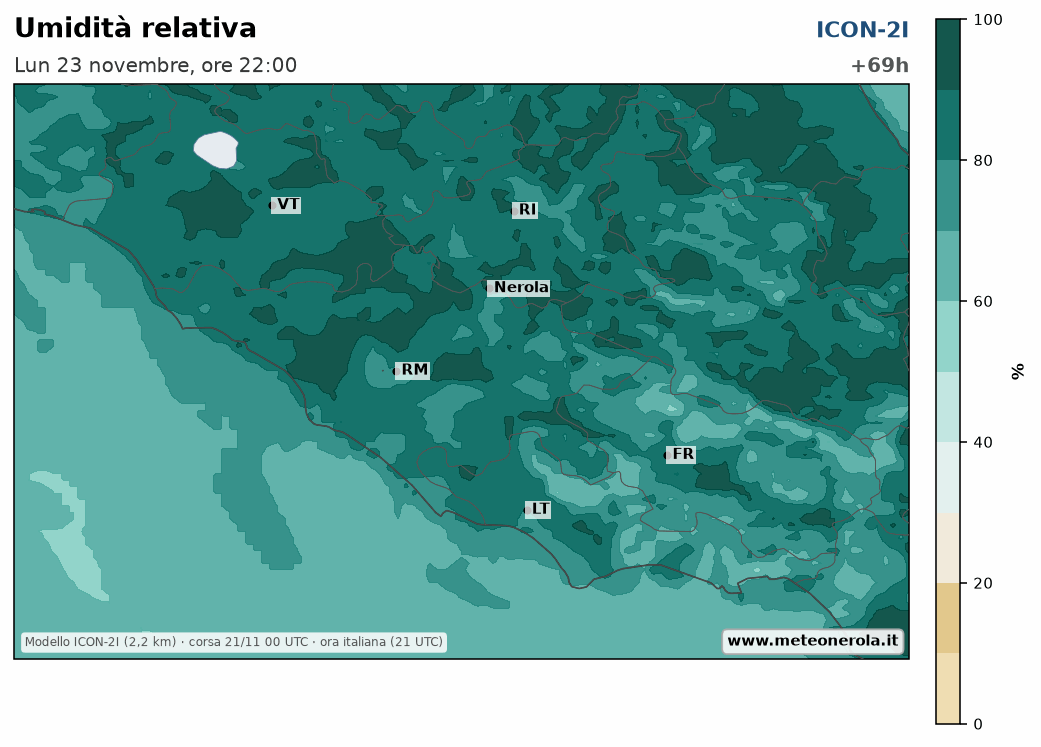 Umidità relativa
ICON-2I
Lun 23 novembre, ore 22:00
+69h
100
80
60
40
20
0
%
VT
RI
Nerola
RM
FR
LT
Modello ICON-2I (2,2 km) · corsa 21/11 00 UTC · ora italiana (21 UTC)
www.meteonerola.it